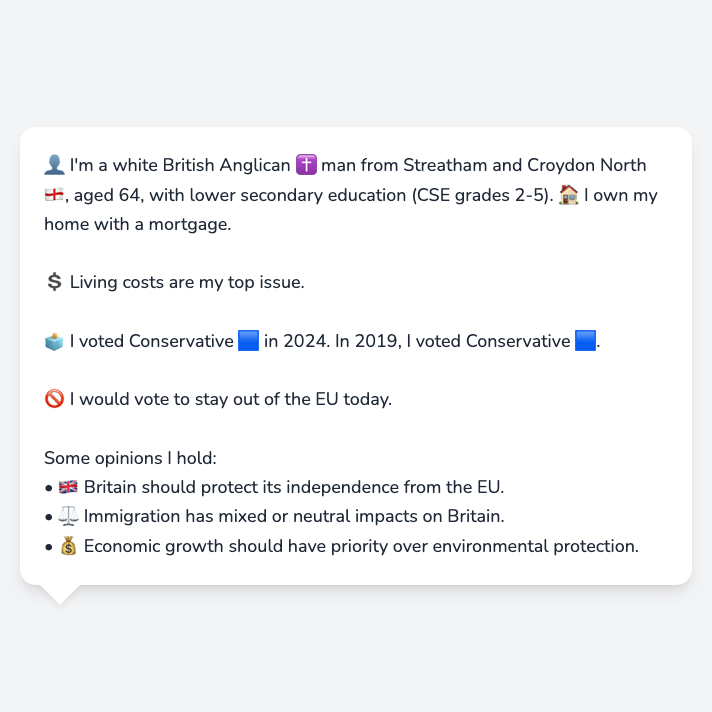 👤 I'm a white British Anglican ✝️ man from Streatham and Croydon North
🏴󠁧󠁢󠁥󠁮󠁧󠁿, aged 64, with lower secondary education (CSE grades 2-5). 🏠 I own my
home with a mortgage.
💲 Living costs are my top issue.
🗳️ I voted Conservative 🟦 in 2024. In 2019, I voted Conservative 🟦.
🚫 I would vote to stay out of the EU today.
Some opinions I hold:
• 🇬🇧 Britain should protect its independence from the EU.
• ⚖️ Immigration has mixed or neutral impacts on Britain.
• 💰 Economic growth should have priority over environmental protection.